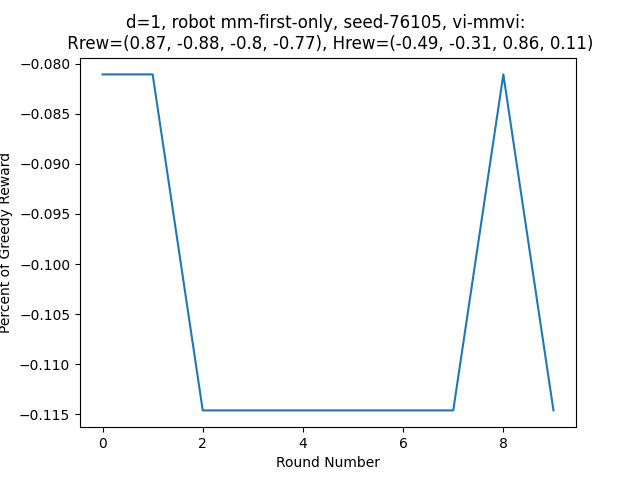 d=1, robot mm-first-only, seed-76105, vi-mmvi:
Rrew=(0.87, -0.88, -0.8, -0.77), Hrew=(-0.49, -0.31, 0.86, 0.11)
−0.080
−0.085
−0.090
−0.095
−0.100
−0.105
−0.110
−0.115
Percent of Greedy Reward
0 2 4 6 8
Round Number